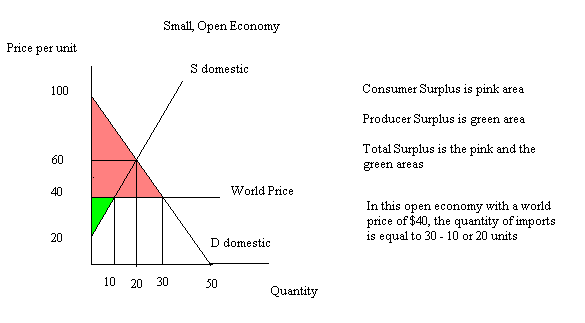 Small, Open Economy
Price per unit
S domestic
100
Consumer Surplus is pink area
Producer Surplus is green area
Total Surplus is the pink and the
green areas
60
40
World Price
In this open economy with a world
price of $40, the quantity of imports
is equal to 30 - 10 or 20 units
20
D domestic
10 20 30 50
Quantity